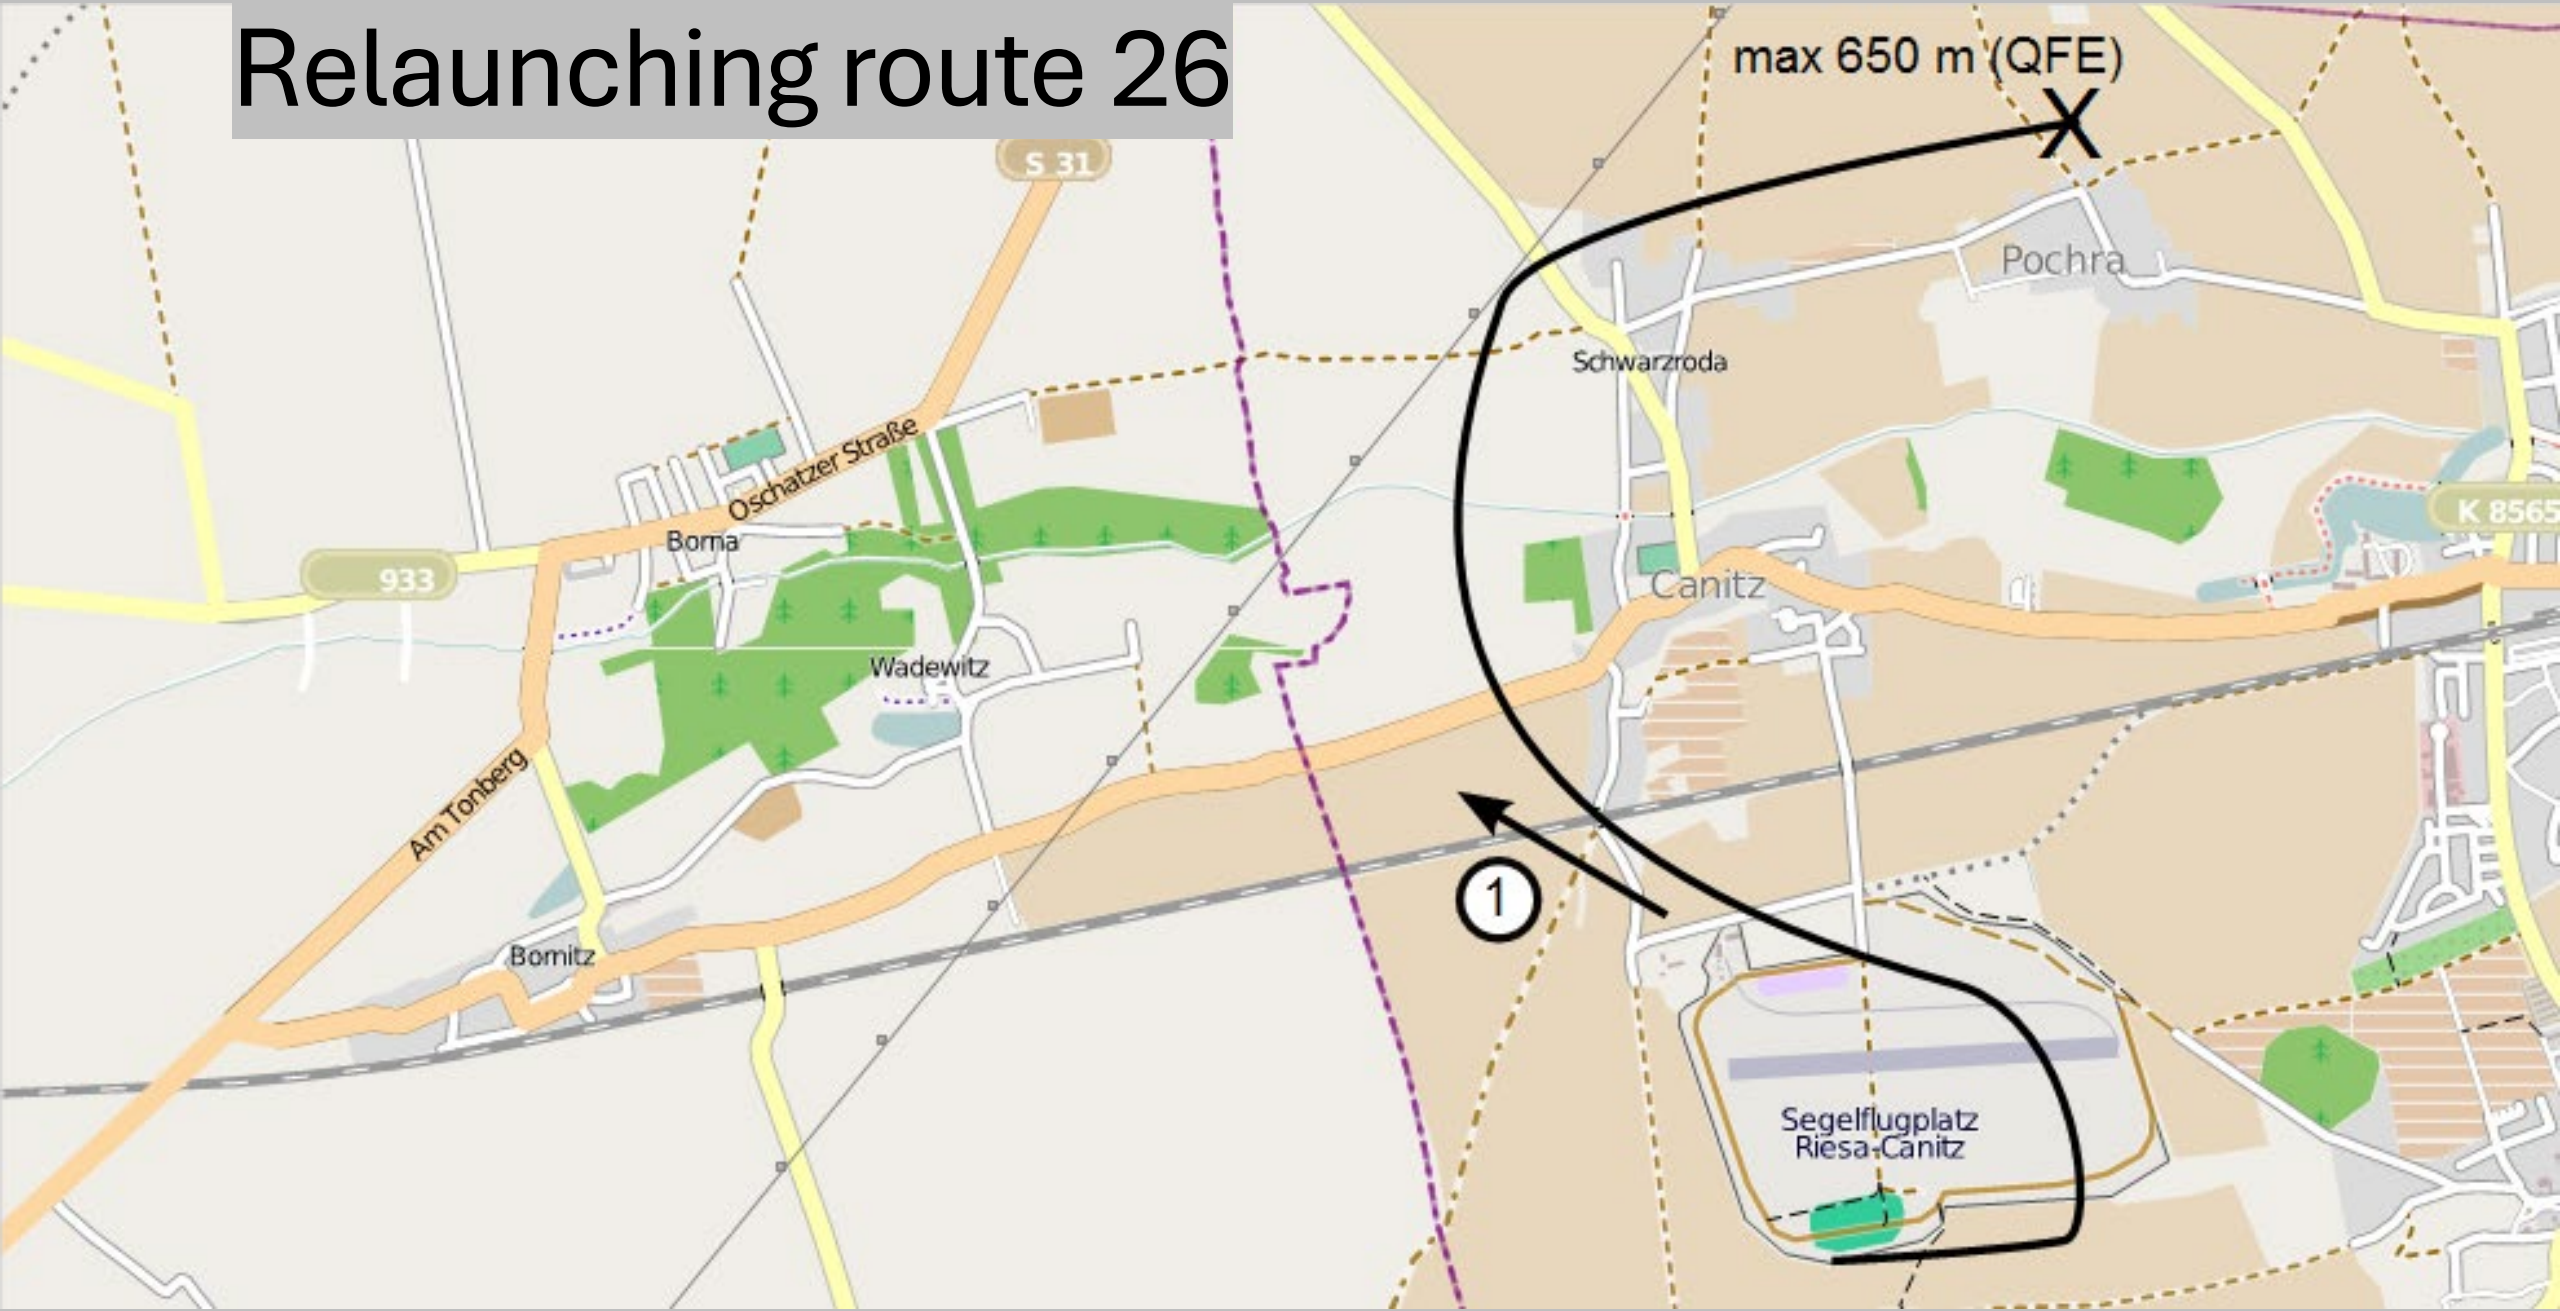 Relaunching route 26
max 650 m (QFE)
S 31
Pochra
Schwarzroda
Oschatzer Straße
K 8565
Borna
933
Canitz
Wadewitz
Am Tonberg
1
Bornitz
Segelflugplatz
Riesa-Canitz